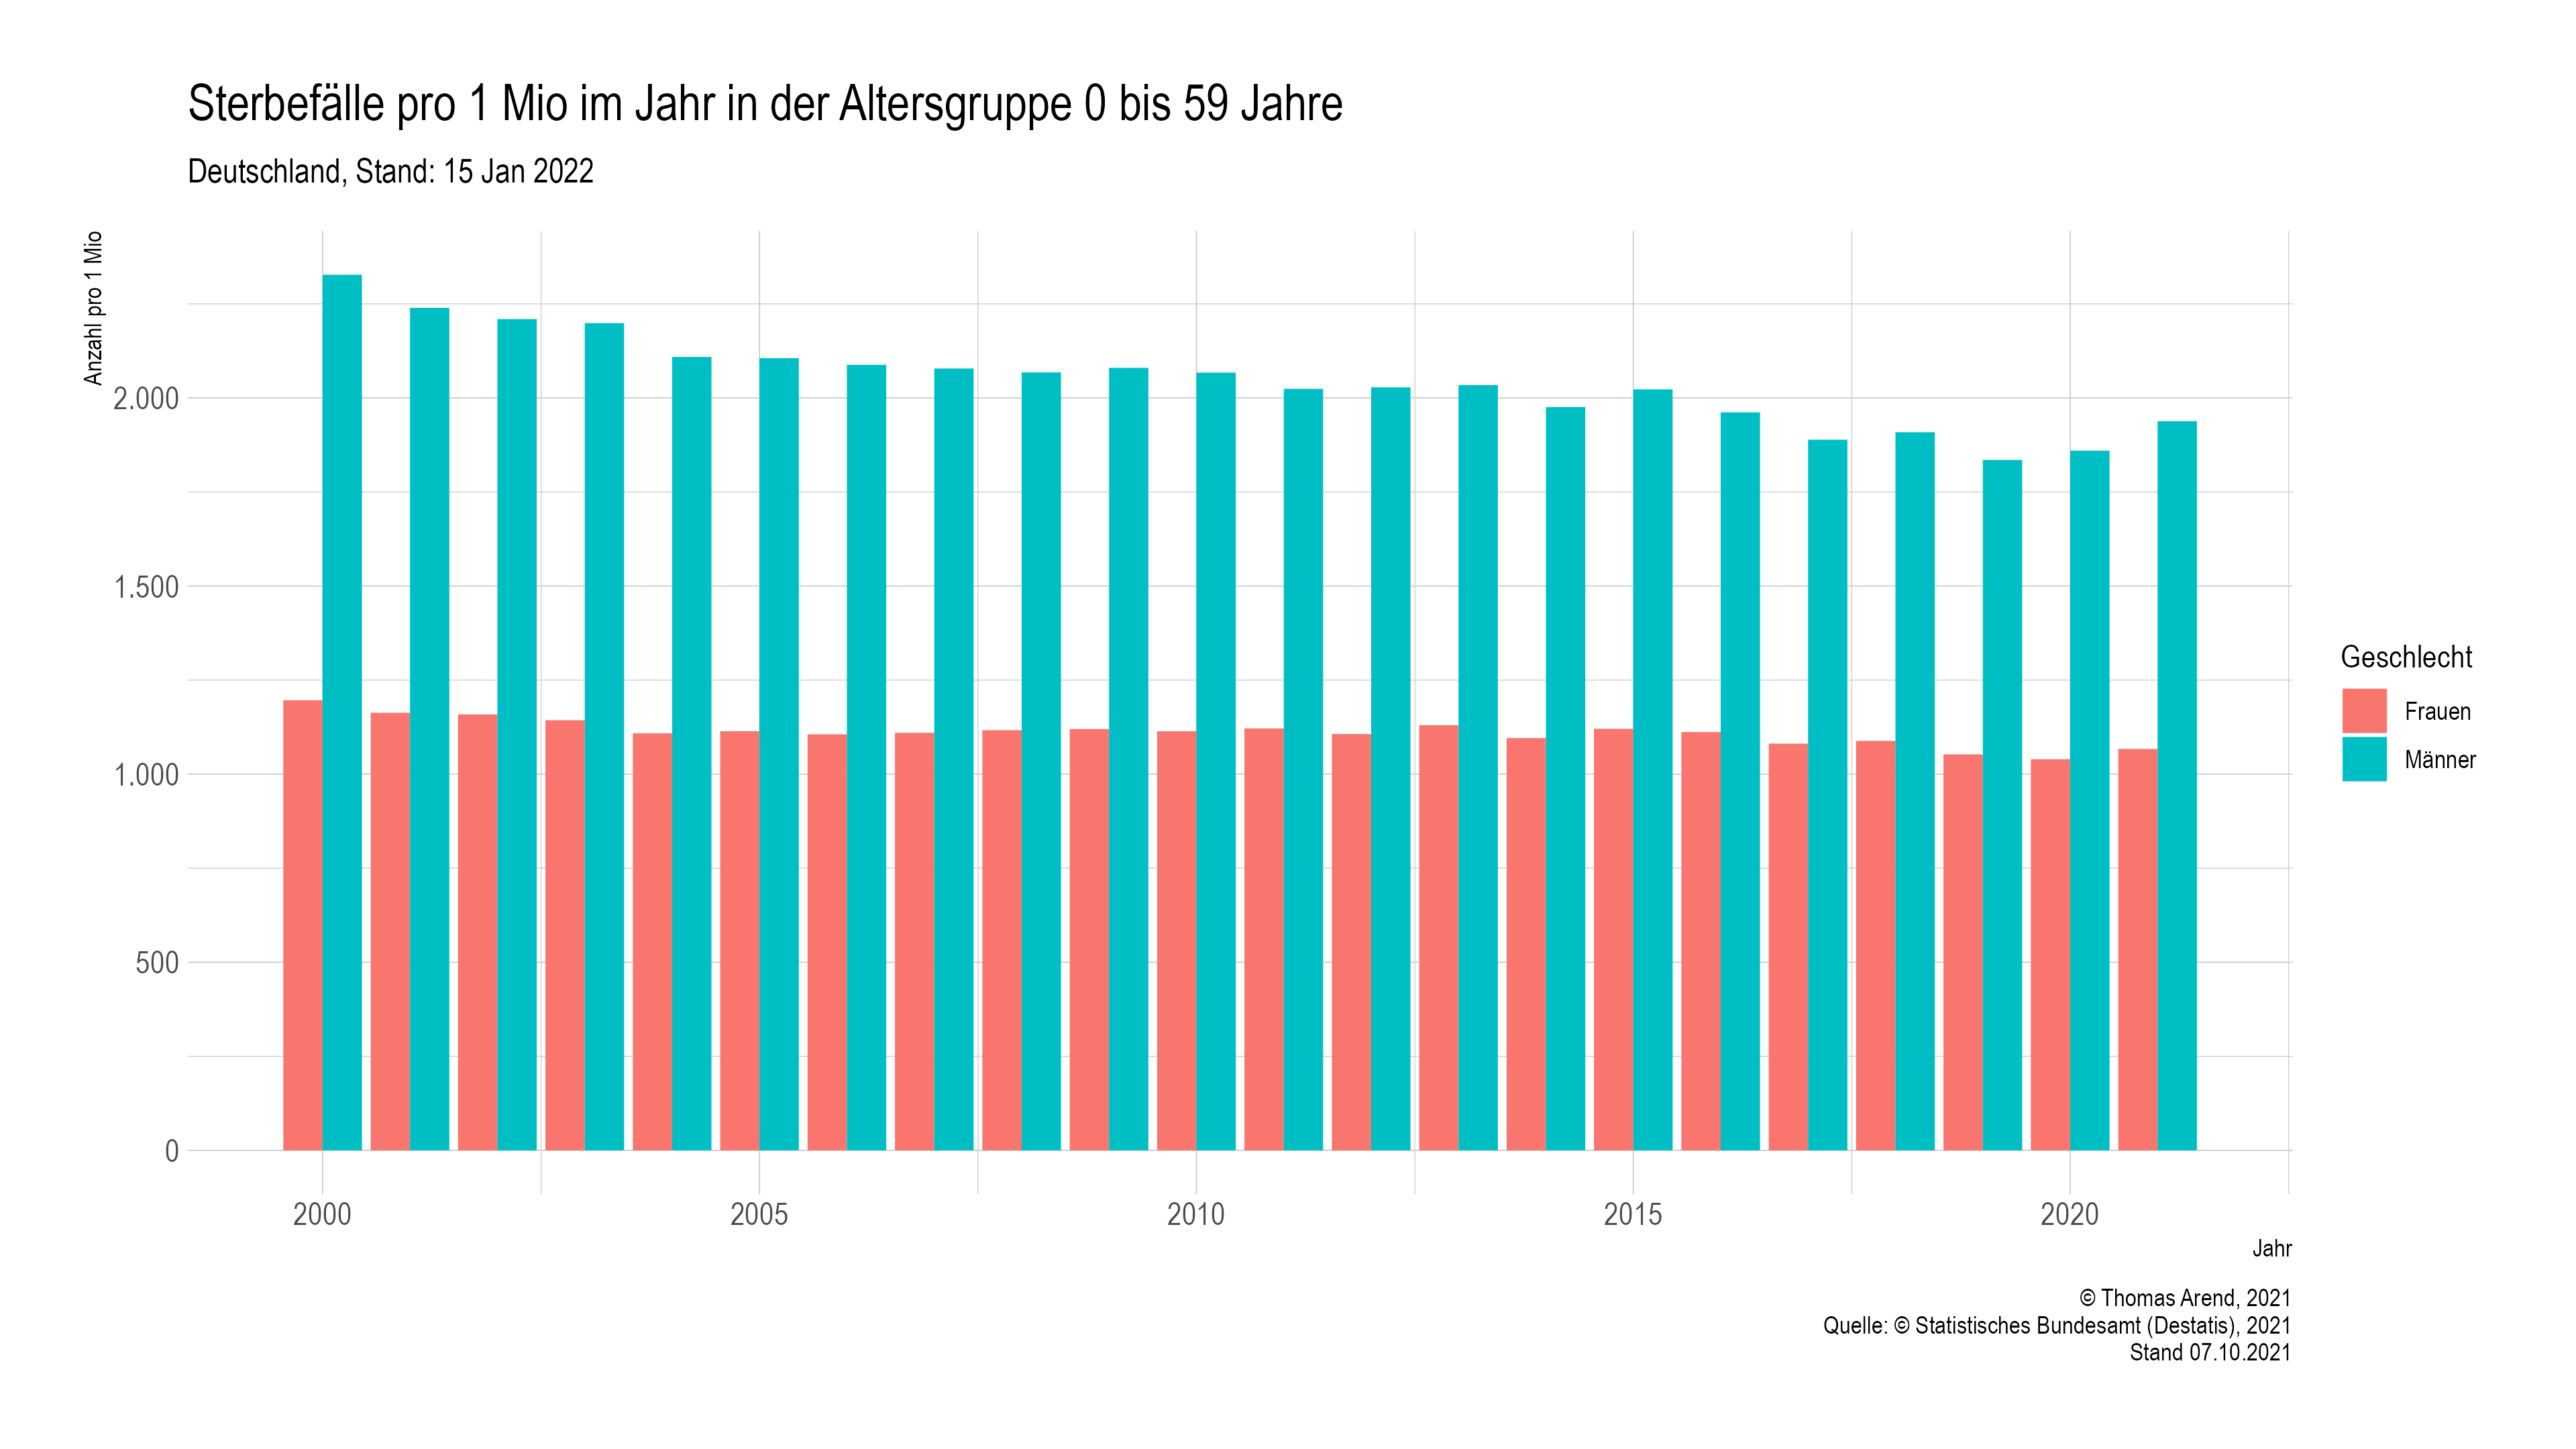 Sterbefälle pro 1 Mio im Jahr in der Altersgruppe 0 bis 59 Jahre
Deutschland, Stand: 15 Jan 2022
Anzahl pro 1 Mio
2.000
1.500
1.000
500
0
2000
2005
2010
2015
2020
Jahr
Geschlecht
Frauen
Männer
© Thomas Arend, 2021
Quelle: © Statistisches Bundesamt (Destatis), 2021
Stand 07.10.2021